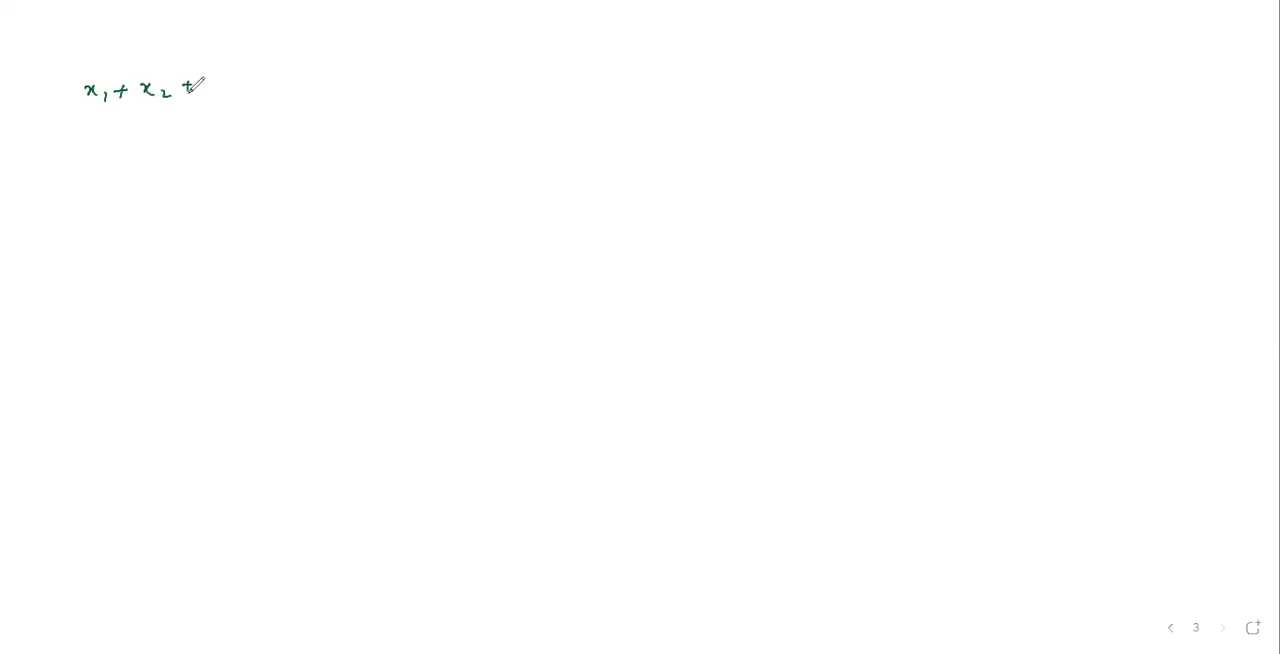 x₁ + x₂ +
3